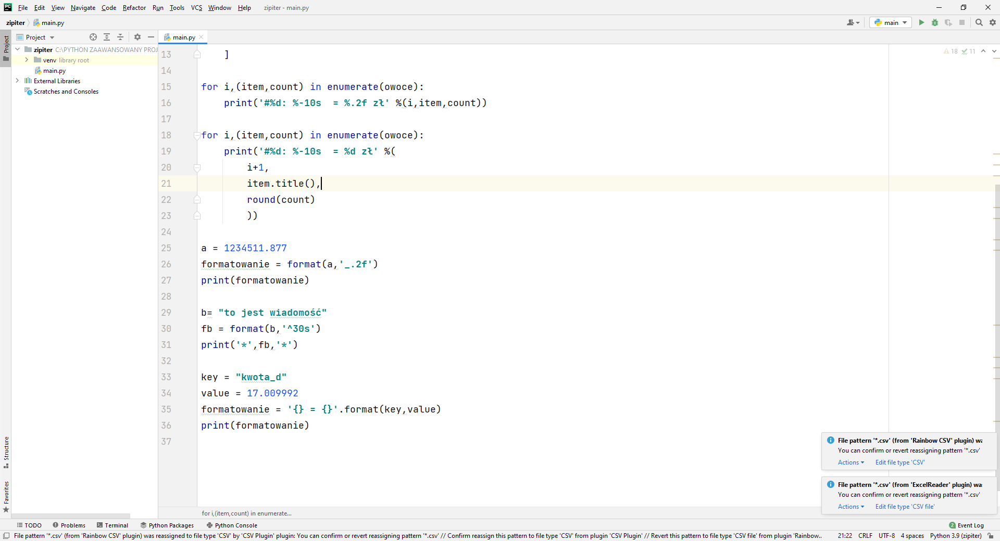 PC File Edit View Navigate Code Refactor Run Tools VCS Window Help zipiter - main.py
zipiter main.py main
Project main.py
Project
zipiter C:\PYTHON ZAAWANSOWANY PROJ
venv library root
main.py
External Libraries
Scratches and Consoles
18 11
13 ]
14
15 for i,(item,count) in enumerate(owoce):
16 print('#%d: %-10s  = %.2f zł' %(i,item,count))
17
18 for i,(item,count) in enumerate(owoce):
19 print('#%d: %-10s  = %d zł' %(
20 i+1,
21 item.title(),
22 round(count)
23 ))
24
25 a = 1234511.877
26 formatowanie = format(a,'_.2f')
27 print(formatowanie)
28
29 b= "to jest wiadomość"
30 fb = format(b,'^30s')
31 print('*',fb,'*')
32
33 key = "kwota_d"
34 value = 17.009992
35 formatowanie = '{} = {}'.format(key,value)
36 print(formatowanie)
37
Structure
Favorites
File pattern '*.csv' (from 'Rainbow CSV' plugin) wa
You can confirm or revert reassigning pattern '*.csv'
Actions Edit file type 'CSV'
File pattern '*.csv' (from 'ExcelReader' plugin) was
You can confirm or revert reassigning pattern '*.csv'
Actions Edit file type 'CSV file'
for i,(item,count) in enumerate...
TODO Problems Terminal Python Packages Python Console 2 Event Log
File pattern '*.csv' (from 'Rainbow CSV' plugin) was reassigned to file type 'CSV' by 'CSV Plugin' plugin: You can confirm or revert reassigning pattern '*.csv' // Confirm reassign this pattern to file type 'CSV' from plugin 'CSV Plugin' // Revert this pattern to file type 'CSV file' from plugin 'Rainbow.. 21:22 CRLF UTF-8 4 spaces Python 3.9 (zipiter)